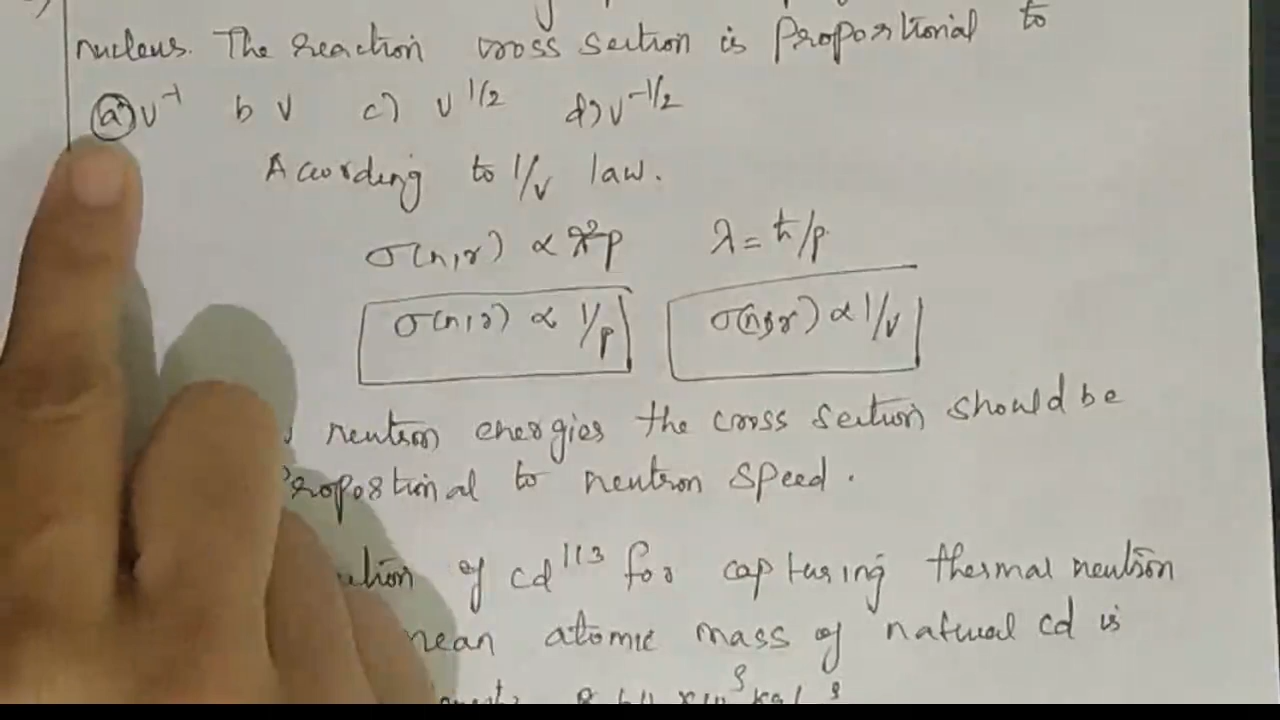 nucleus. The reaction cross section is proportional to
a) v⁻¹ b v c) v^1/2 d) v^-1/2
According to 1/v law.
σ(n,γ) ∝ ƛ²p λ = ħ/p
σ(n,γ) ∝ 1/p σ(n,γ) ∝ 1/v
neutron energies the cross section should be
proportional to neutron speed.
of cd¹¹³ for capturing thermal neutron
mean atomic mass of natural cd is